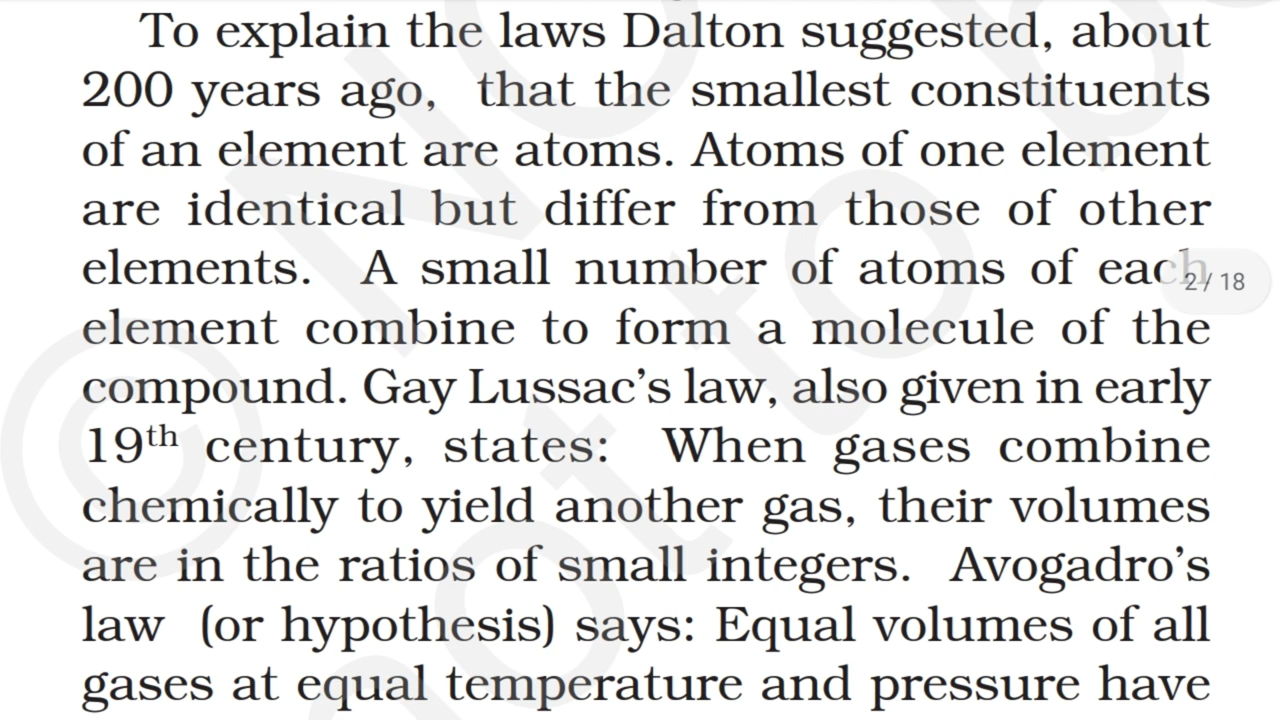 To explain the laws Dalton suggested, about
200 years ago, that the smallest constituents
of an element are atoms. Atoms of one element
are identical but differ from those of other
elements. A small number of atoms of each
2 / 18
element combine to form a molecule of the
compound. Gay Lussac’s law, also given in early
19th century, states: When gases combine
chemically to yield another gas, their volumes
are in the ratios of small integers. Avogadro’s
law (or hypothesis) says: Equal volumes of all
gases at equal temperature and pressure have